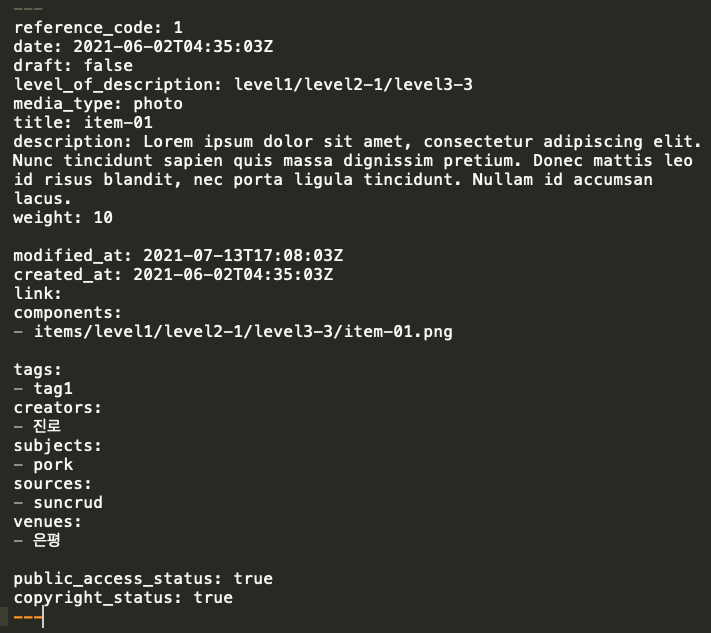 ---
reference_code: 1
date: 2021-06-02T04:35:03Z
draft: false
level_of_description: level1/level2-1/level3-3
media_type: photo
title: item-01
description: Lorem ipsum dolor sit amet, consectetur adipiscing elit.
Nunc tincidunt sapien quis massa dignissim pretium. Donec mattis leo
id risus blandit, nec porta ligula tincidunt. Nullam id accumsan
lacus.
weight: 10
modified_at: 2021-07-13T17:08:03Z
created_at: 2021-06-02T04:35:03Z
link:
components:
- items/level1/level2-1/level3-3/item-01.png
tags:
- tag1
creators:
- 진로
subjects:
- pork
sources:
- suncrud
venues:
- 은평
public_access_status: true
copyright_status: true
---